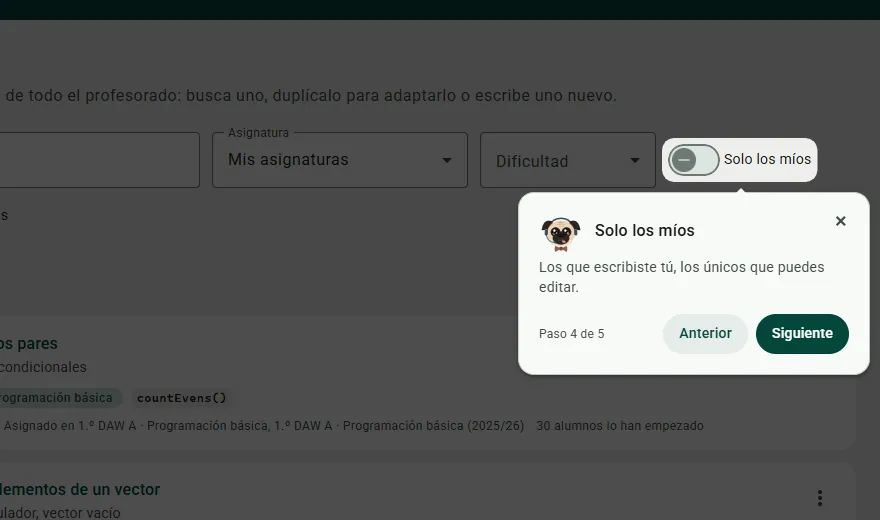 de todo el profesorado: busca uno, duplícalo para adaptarlo o escribe uno nuevo.
Asignatura
Mis asignaturas
Dificultad
Solo los míos
s
Solo los míos
Los que escribiste tú, los únicos que puedes
editar.
Paso 4 de 5
Anterior
Siguiente
os pares
condicionales
rogramación básica
countEvens()
Asignado en 1.º DAW A · Programación básica, 1.º DAW A · Programación básica (2025/26)
30 alumnos lo han empezado
lementos de un vector
ulador, vector vacío